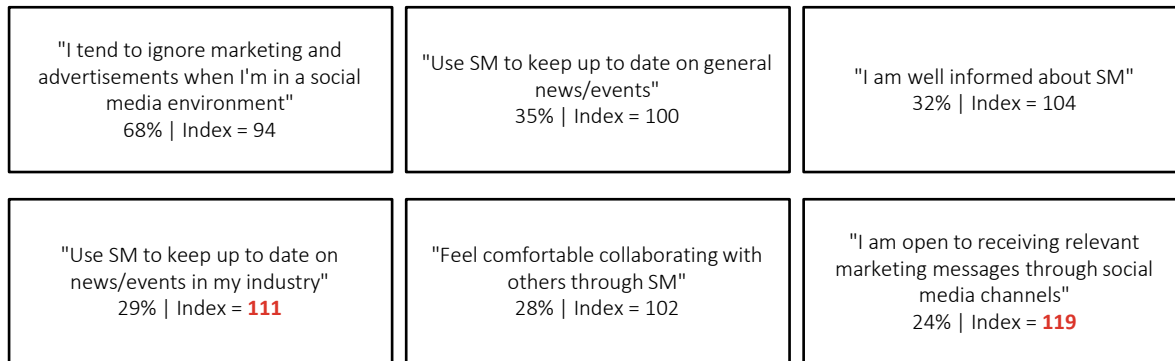 "I tend to ignore marketing and
advertisements when I'm in a social
media environment"
68% | Index = 94
"Use SM to keep up to date on general
news/events"
35% | Index = 100
"I am well informed about SM"
32% | Index = 104
"Use SM to keep up to date on
news/events in my industry"
29% | Index = 111
"Feel comfortable collaborating with
others through SM"
28% | Index = 102
"I am open to receiving relevant
marketing messages through social
media channels"
24% | Index = 119